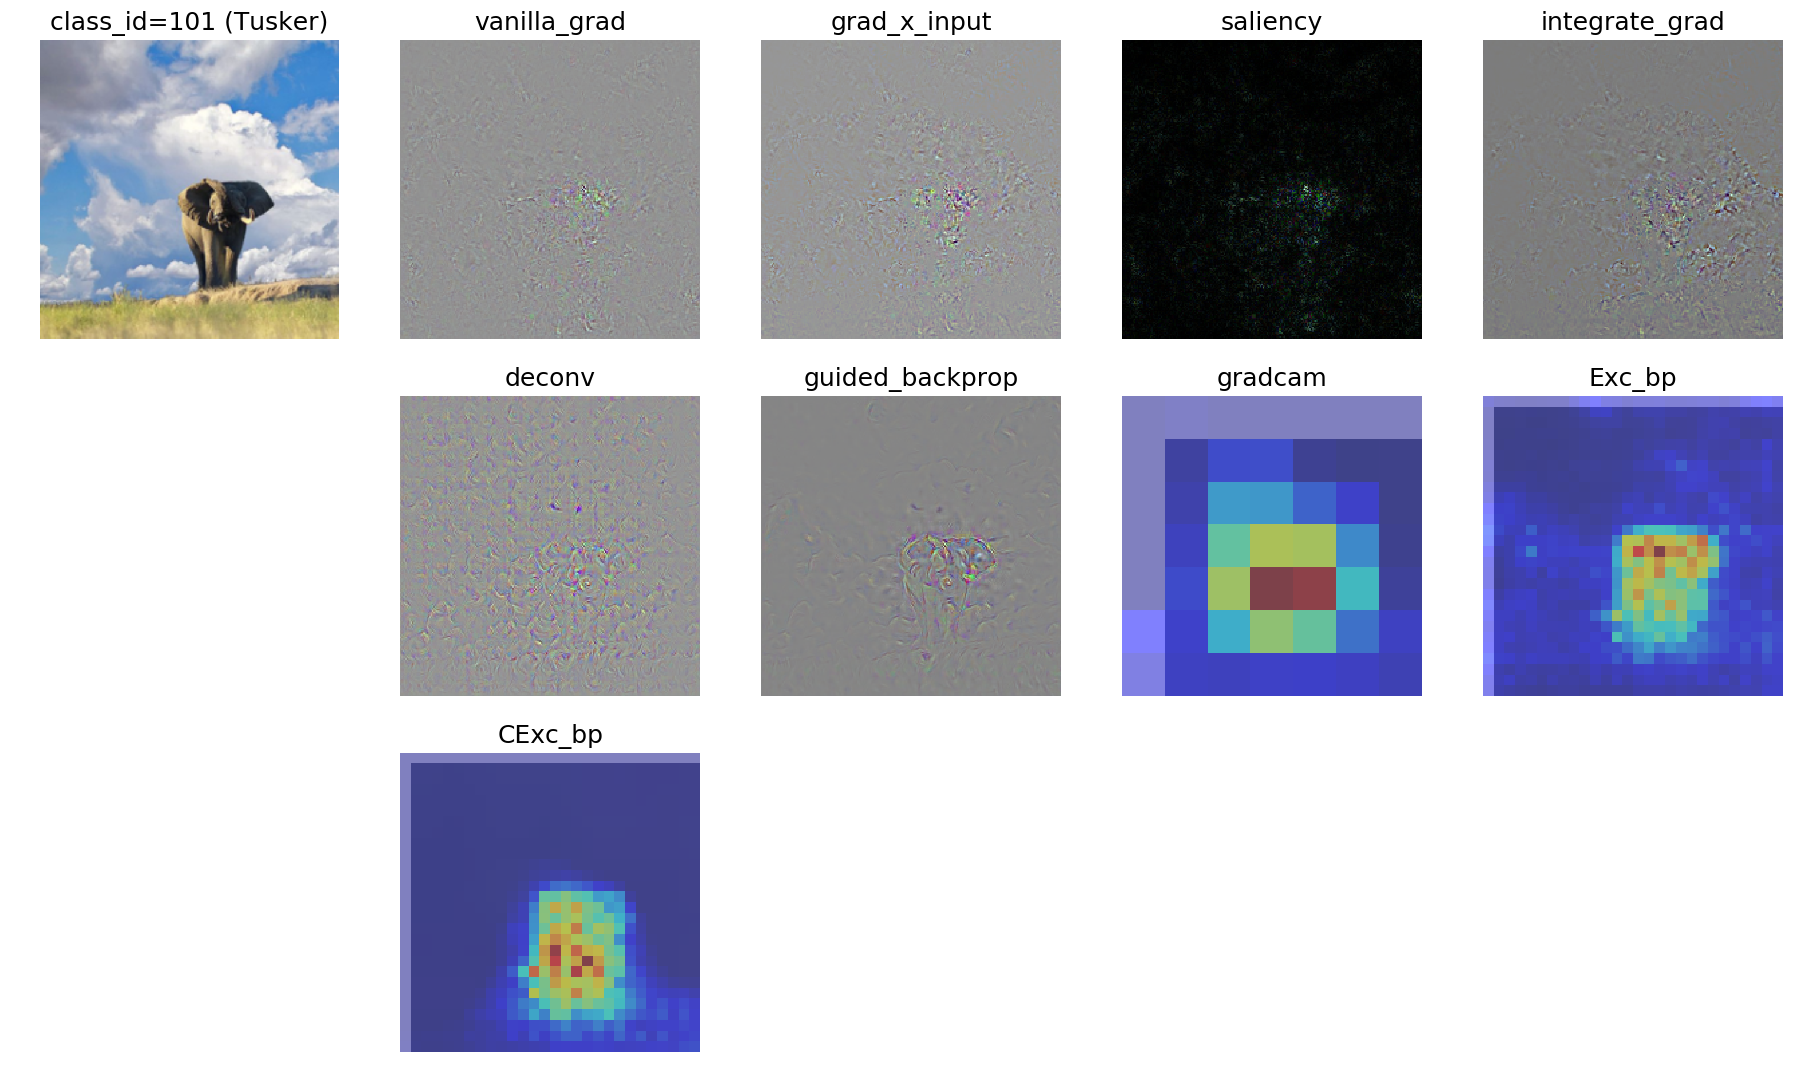 class_id=101 (Tusker)
vanilla_grad
grad_x_input
saliency
integrate_grad
deconv
guided_backprop
gradcam
Exc_bp
CExc_bp